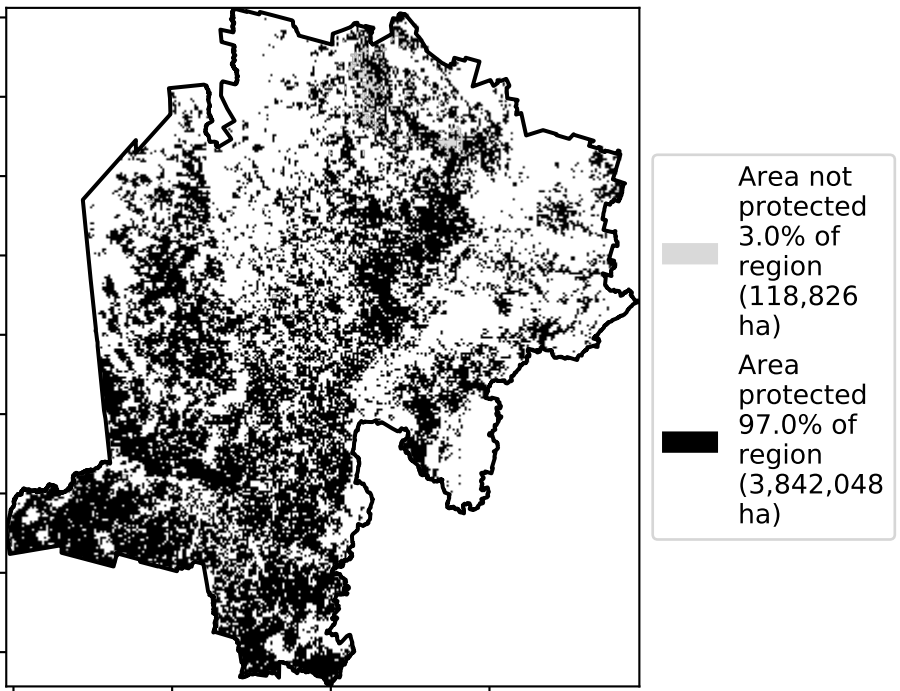 Area not
protected
3.0% of
region
(118,826
ha)
Area
protected
97.0% of
region
(3,842,048
ha)